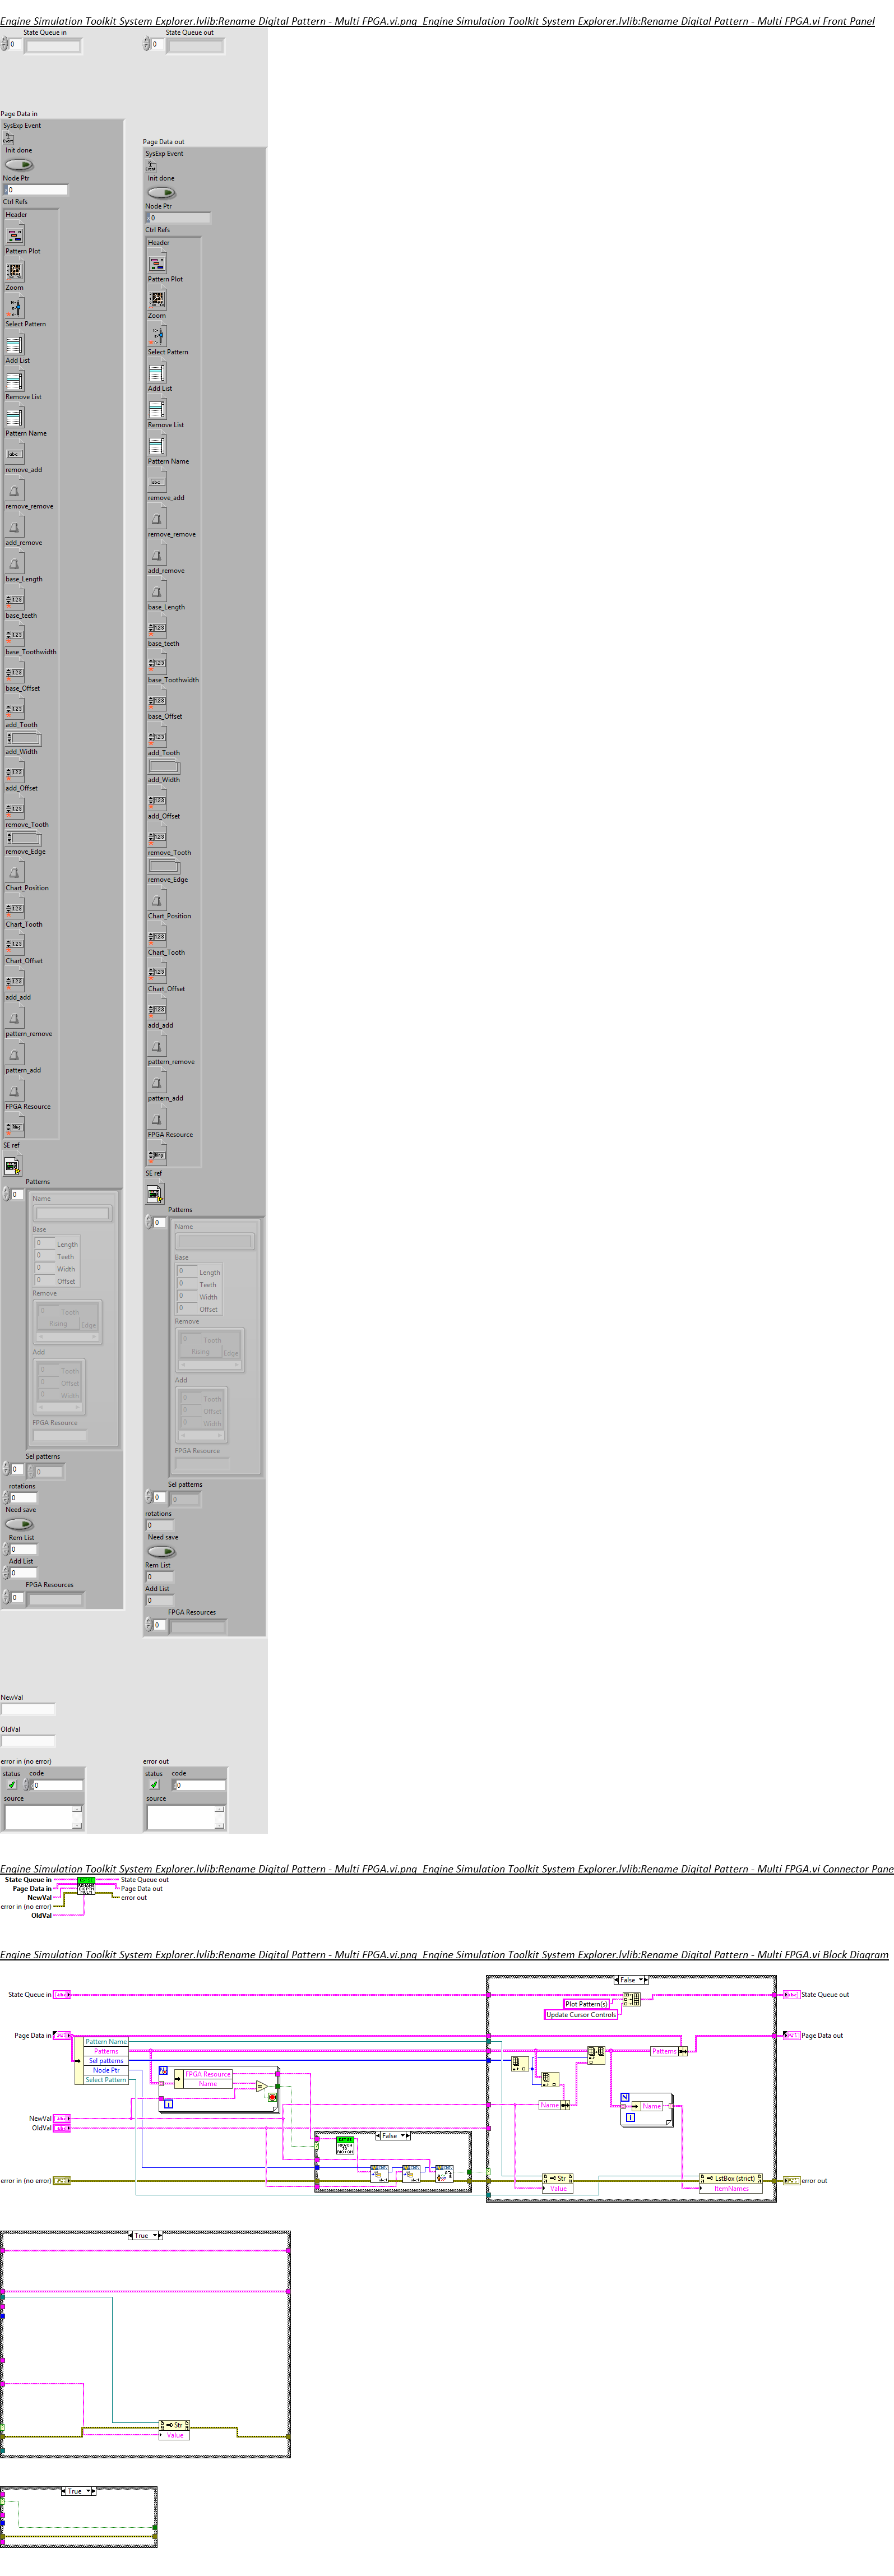 Engine Simulation Toolkit System Explorer.lvlib:Rename Digital Pattern - Multi FPGA.vi.png Engine Simulation Toolkit System Explorer.lvlib:Rename Digital Pattern - Multi FPGA.vi Front Panel
State Queue in
0
State Queue out
0
Page Data in
SysExp Event
Init done
Node Ptr
0
Ctrl Refs
Header
Pattern Plot
Zoom
Select Pattern
Add List
Remove List
Pattern Name
abc
remove_add
remove_remove
add_remove
base_Length
base_teeth
base_Toothwidth
base_Offset
add_Tooth
add_Width
add_Offset
remove_Tooth
remove_Edge
Chart_Position
Chart_Tooth
Chart_Offset
add_add
pattern_remove
pattern_add
FPGA Resource
SE ref
Patterns
0
Name
Base
0 Length
0 Teeth
0 Width
0 Offset
Remove
0 Tooth
Rising Edge
Add
0 Tooth
0 Offset
0 Width
FPGA Resource
Sel patterns
0
0
rotations
0
Need save
Rem List
0
Add List
0
FPGA Resources
0
Page Data out
SysExp Event
Init done
Node Ptr
0
Ctrl Refs
Header
Pattern Plot
Zoom
Select Pattern
Add List
Remove List
Pattern Name
abc
remove_add
remove_remove
add_remove
base_Length
base_teeth
base_Toothwidth
base_Offset
add_Tooth
add_Width
add_Offset
remove_Tooth
remove_Edge
Chart_Position
Chart_Tooth
Chart_Offset
add_add
pattern_remove
pattern_add
FPGA Resource
SE ref
Patterns
0
Name
Base
0 Length
0 Teeth
0 Width
0 Offset
Remove
0 Tooth
Rising Edge
Add
0 Tooth
0 Offset
0 Width
FPGA Resource
Sel patterns
0
0
rotations
0
Need save
Rem List
0
Add List
0
FPGA Resources
0
NewVal
OldVal
error in (no error)
status code
0
source
error out
status code
0
source
Engine Simulation Toolkit System Explorer.lvlib:Rename Digital Pattern - Multi FPGA.vi.png Engine Simulation Toolkit System Explorer.lvlib:Rename Digital Pattern - Multi FPGA.vi Connector Pane
State Queue in
Page Data in
NewVal
error in (no error)
OldVal
State Queue out
Page Data out
error out
Engine Simulation Toolkit System Explorer.lvlib:Rename Digital Pattern - Multi FPGA.vi.png Engine Simulation Toolkit System Explorer.lvlib:Rename Digital Pattern - Multi FPGA.vi Block Diagram
State Queue in
Page Data in
Pattern Name
Patterns
Sel patterns
Node Ptr
Select Pattern
FPGA Resource
Name
i
NewVal
OldVal
error in (no error)
False
False
Plot Pattern(s)
Update Cursor Controls
Name
Patterns
N
Name
i
Str
Value
LstBox (strict)
ItemNames
State Queue out
Page Data out
error out
True
Str
Value
True